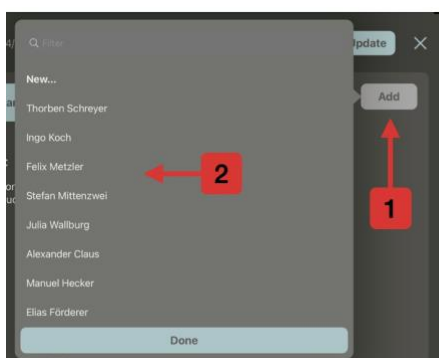 Filter
Update
New...
Add
Thorben Schreyer
Ingo Koch
Felix Metzler
2
Stefan Mittenzwei
1
Julia Wallburg
Alexander Claus
Manuel Hecker
Elias Förderer
Done